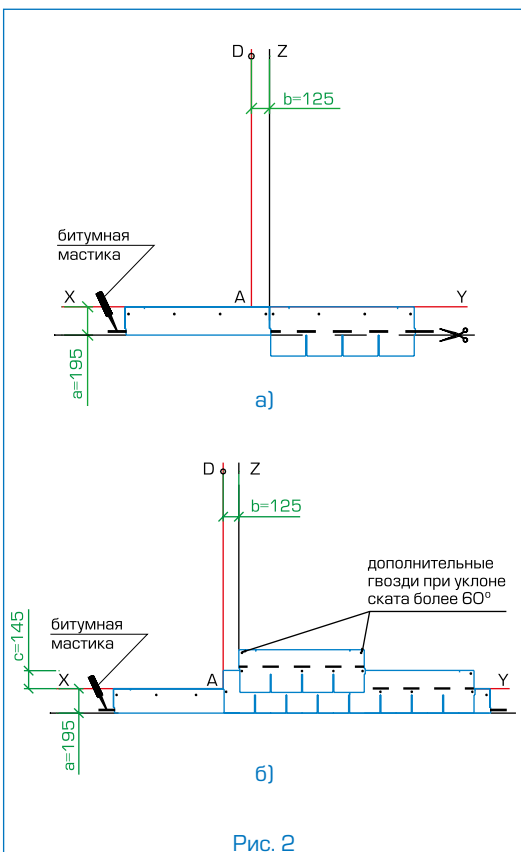 D Z
b=125
битумная
мастика
X A Y
a=195
а)
D Z
b=125
дополнительные
гвозди при уклоне
ската более 60°
c=145
битумная
мастика
X A Y
a=195
б)
Рис. 2